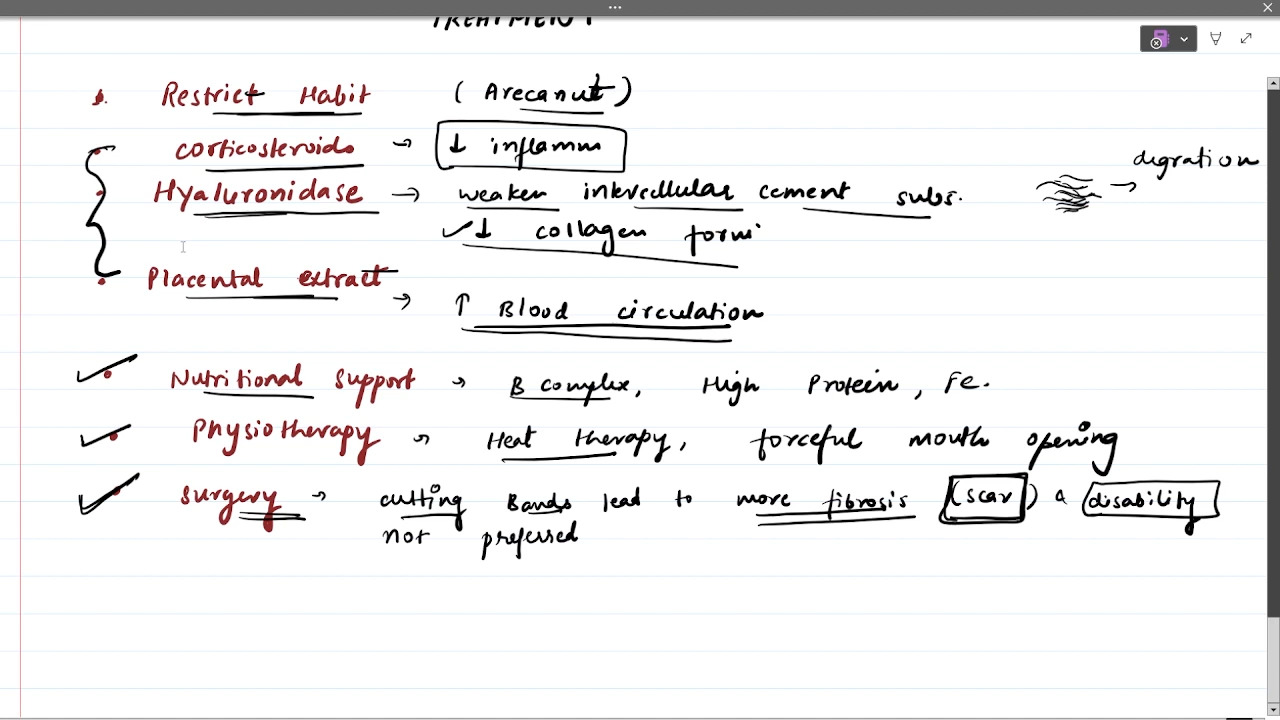 TREATMENT
Restrict Habit (Arecanut)
corticosteroids → ↓ inflamm
Hyaluronidase → weaken intercellular cement subs. → digration
✓↓ collagen form
Placental extract
→ ↑ Blood circulation
Nutritional Support → B complex, High Protein, Fe.
Physiotherapy → Heat therapy, forceful mouth opening
Surgery → cutting Bands lead to more fibrosis (scar) & disability
not preferred